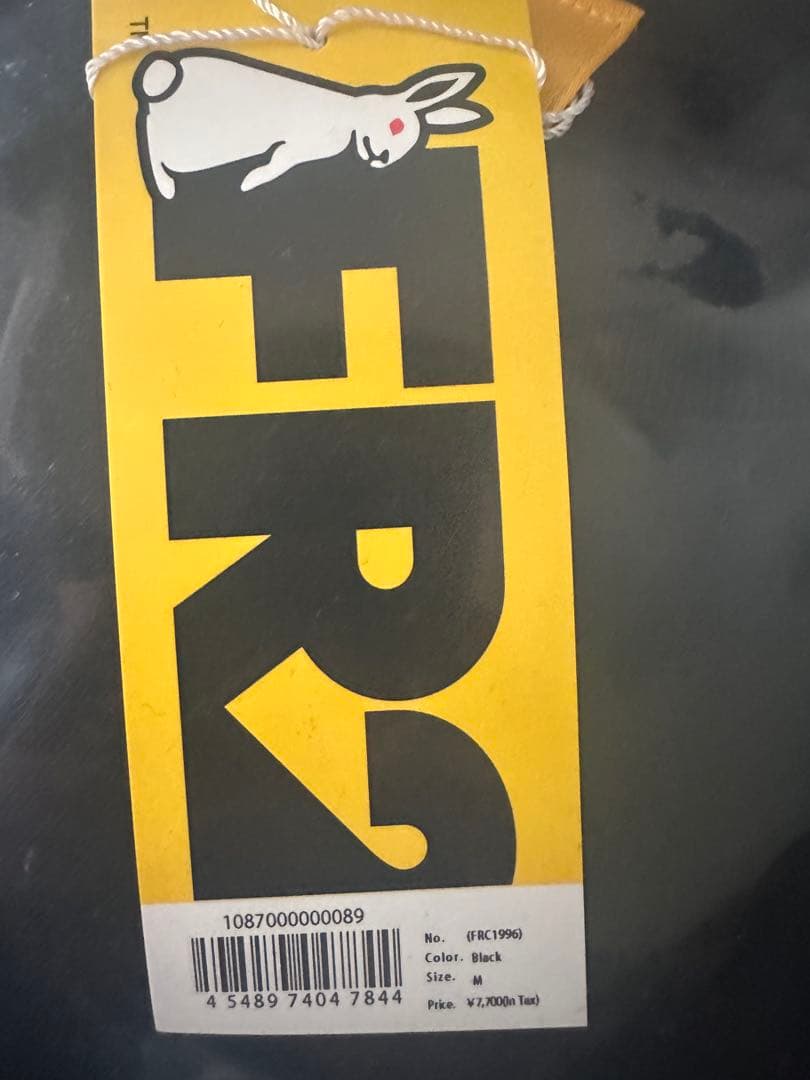 FR2
1087000000089
4 5489 7404 7844
No. (FRC1996)
Color. Black
Size. M
Price. ¥7,700(In Tax)